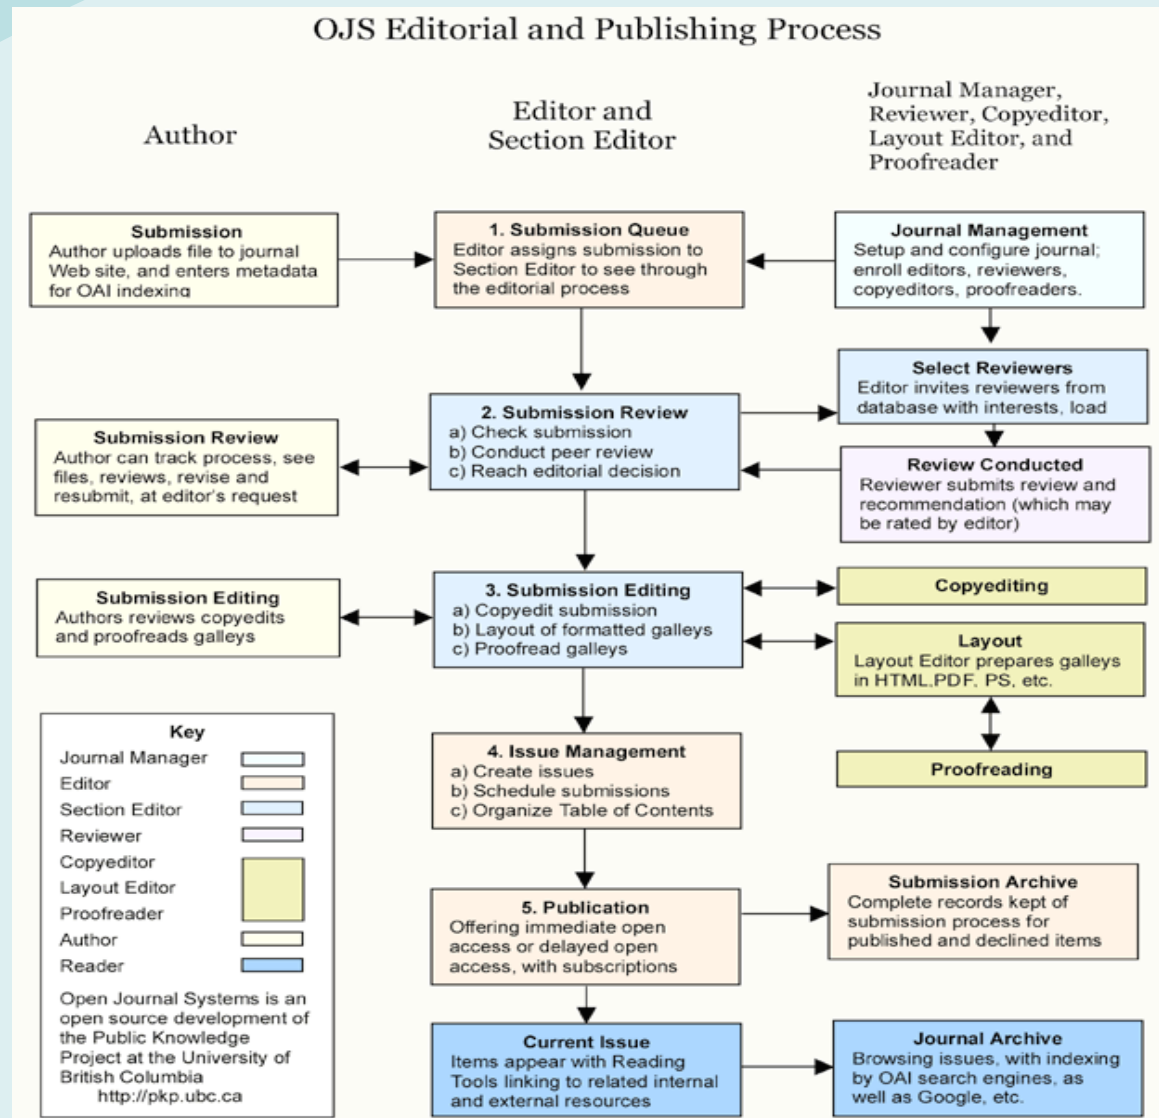 OJS Editorial and Publishing Process
Author
Editor and
Section Editor
Journal Manager,
Reviewer, Copyeditor,
Layout Editor, and
Proofreader
Submission
Author uploads file to journal
Web site, and enters metadata
for OAI indexing
1. Submission Queue
Editor assigns submission to
Section Editor to see through
the editorial process
Journal Management
Setup and configure journal;
enroll editors, reviewers,
copyeditors, proofreaders.
Select Reviewers
Editor invites reviewers from
database with interests, load
Submission Review
Author can track process, see
files, reviews, revise and
resubmit, at editor's request
2. Submission Review
a) Check submission
b) Conduct peer review
c) Reach editorial decision
Review Conducted
Reviewer submits review and
recommendation (which may
be rated by editor)
Submission Editing
Authors reviews copyedits
and proofreads galleys
3. Submission Editing
a) Copyedit submission
b) Layout of formatted galleys
c) Proofread galleys
Copyediting
Layout
Layout Editor prepares galleys
in HTML.PDF, PS, etc.
Proofreading
4. Issue Management
a) Create issues
b) Schedule submissions
c) Organize Table of Contents
5. Publication
Offering immediate open
access or delayed open
access, with subscriptions
Submission Archive
Complete records kept of
submission process for
published and declined items
Current Issue
Items appear with Reading
Tools linking to related internal
and external resources
Journal Archive
Browsing issues, with indexing
by OAI search engines, as
well as Google, etc.
Key
Journal Manager
Editor
Section Editor
Reviewer
Copyeditor
Layout Editor
Proofreader
Author
Reader
Open Journal Systems is an
open source development of
the Public Knowledge
Project at the University of
British Columbia
http://pkp.ubc.ca